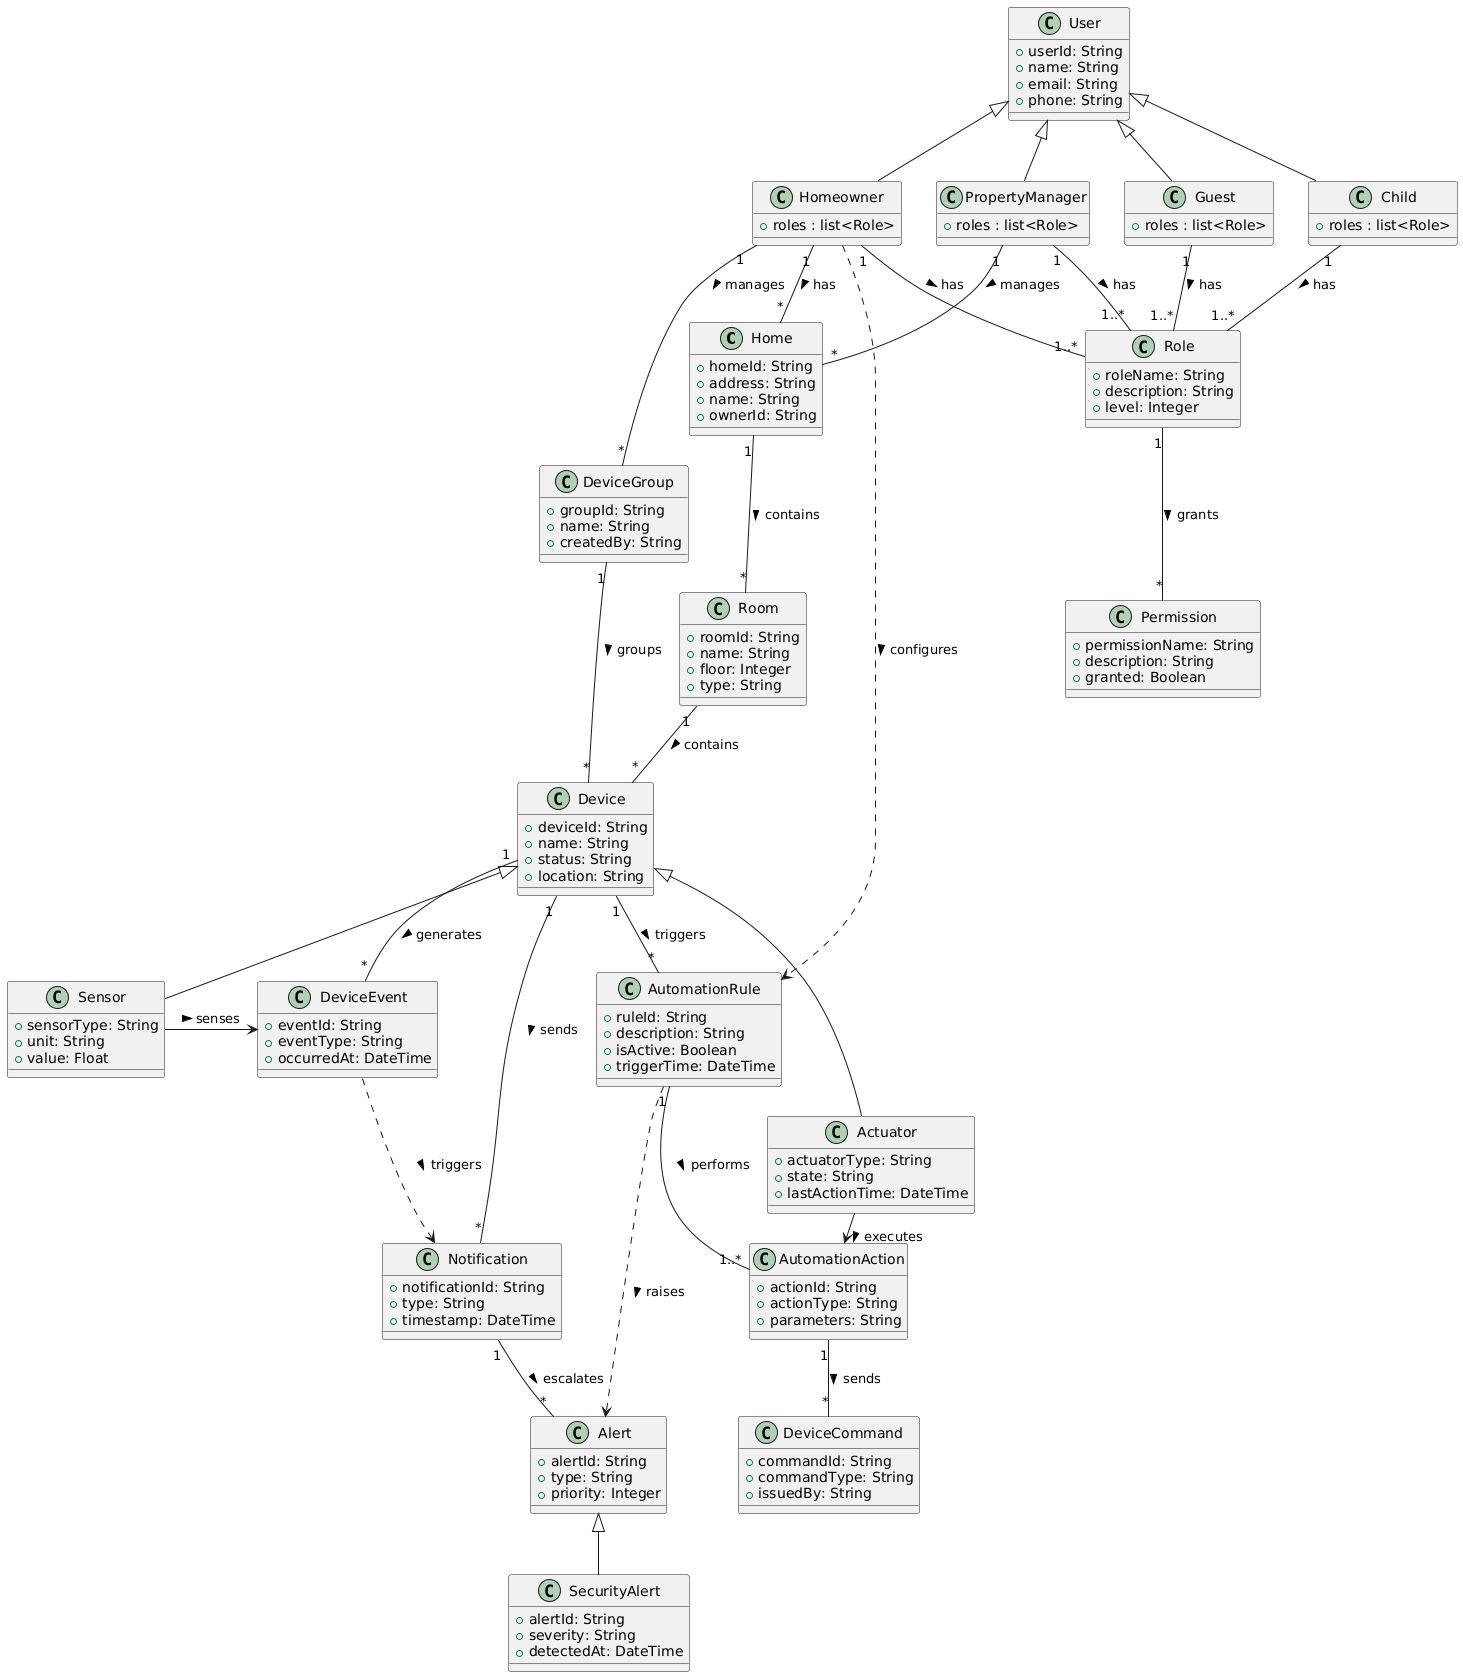 C User
userId: String
name: String
email: String
phone: String
C Homeowner
roles : list<Role>
C PropertyManager
roles : list<Role>
C Guest
roles : list<Role>
C Child
roles : list<Role>
1 manages *
1 has *
1 has 1..*
1 manages *
1 has 1..*
1 has 1..*
1 has 1..*
configures
C Home
homeId: String
address: String
name: String
ownerId: String
C Role
roleName: String
description: String
level: Integer
1 contains *
1 grants *
C DeviceGroup
groupId: String
name: String
createdBy: String
1 groups *
C Room
roomId: String
name: String
floor: Integer
type: String
1 contains *
C Permission
permissionName: String
description: String
granted: Boolean
C Device
deviceId: String
name: String
status: String
location: String
1 generates *
1 sends *
1 triggers *
C Sensor
sensorType: String
unit: String
value: Float
senses
C DeviceEvent
eventId: String
eventType: String
occurredAt: DateTime
triggers
C AutomationRule
ruleId: String
description: String
isActive: Boolean
triggerTime: DateTime
1 performs 1..*
raises
C Actuator
actuatorType: String
state: String
lastActionTime: DateTime
executes
C Notification
notificationId: String
type: String
timestamp: DateTime
1 escalates *
C AutomationAction
actionId: String
actionType: String
parameters: String
1 sends *
C Alert
alertId: String
type: String
priority: Integer
C DeviceCommand
commandId: String
commandType: String
issuedBy: String
C SecurityAlert
alertId: String
severity: String
detectedAt: DateTime